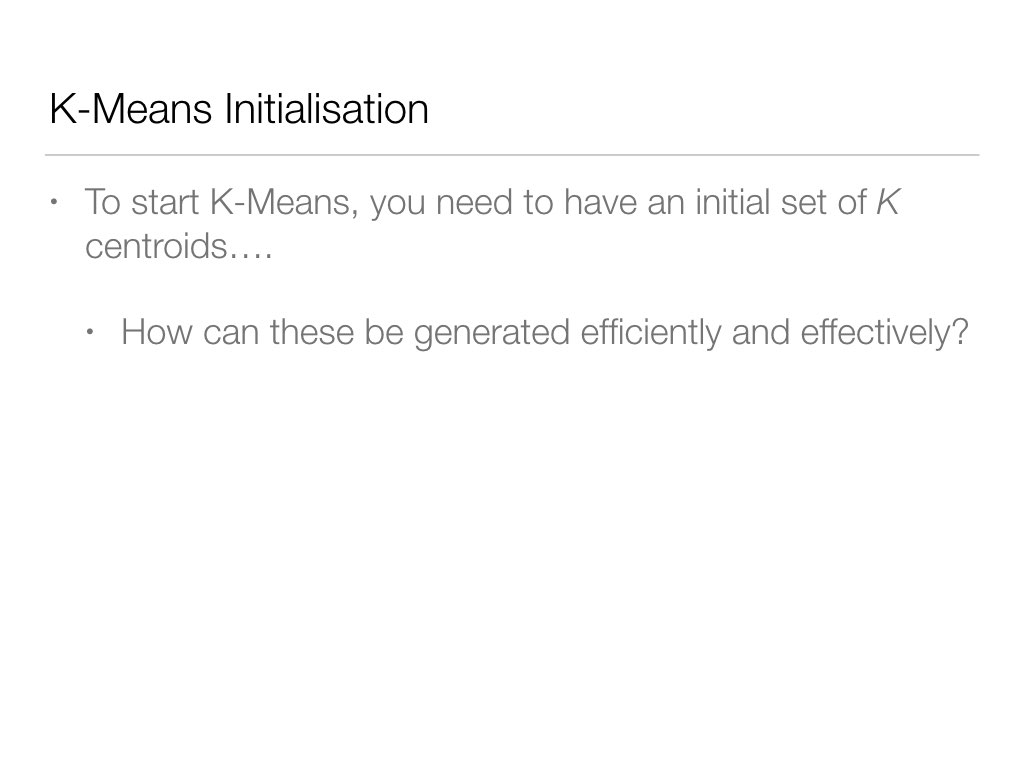 K-Means Initialisation
• To start K-Means, you need to have an initial set of K
centroids….
• How can these be generated efficiently and effectively?